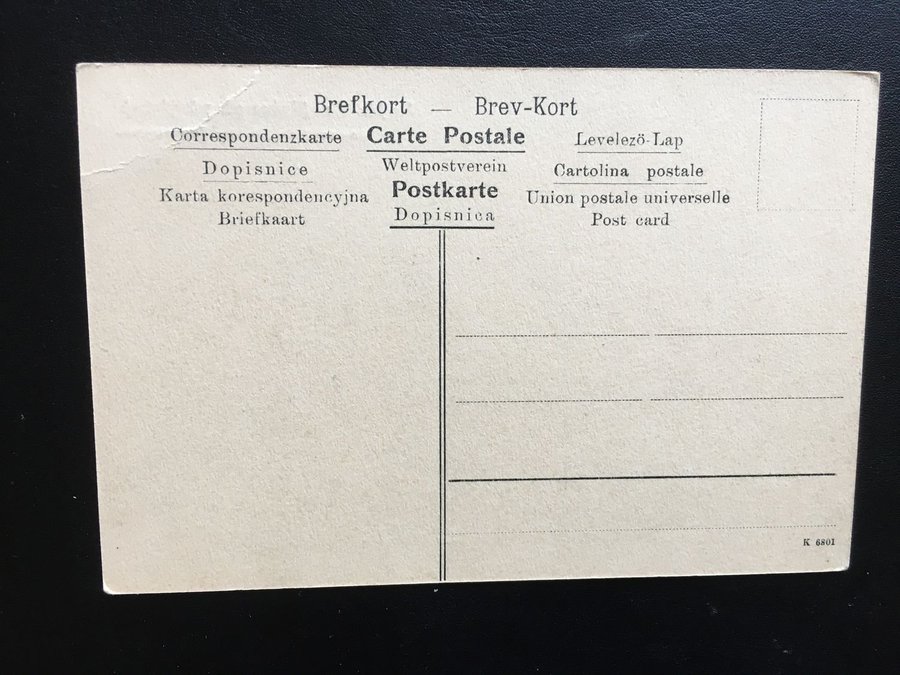 Brefkort — Brev-Kort
Correspondenzkarte Carte Postale Levelező-Lap
Dopisnice Weltpostverein Cartolina postale
Karta korespondencyjna Postkarte Union postale universelle
Briefkaart Dopisnica Post card
K 6801